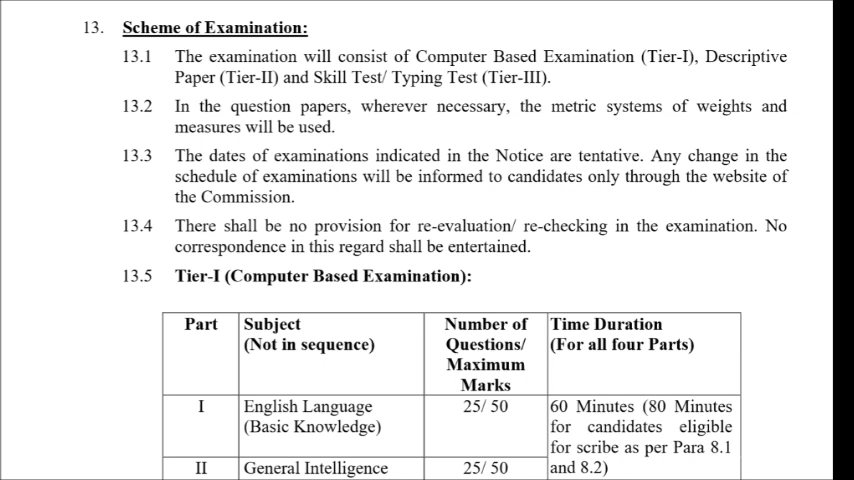 13. Scheme of Examination:
13.1 The examination will consist of Computer Based Examination (Tier-I), Descriptive
Paper (Tier-II) and Skill Test/ Typing Test (Tier-III).
13.2 In the question papers, wherever necessary, the metric systems of weights and
measures will be used.
13.3 The dates of examinations indicated in the Notice are tentative. Any change in the
schedule of examinations will be informed to candidates only through the website of
the Commission.
13.4 There shall be no provision for re-evaluation/ re-checking in the examination. No
correspondence in this regard shall be entertained.
13.5 Tier-I (Computer Based Examination):
Part Subject Number of Time Duration
(Not in sequence) Questions/ (For all four Parts)
Maximum
Marks
I English Language 25/ 50 60 Minutes (80 Minutes
(Basic Knowledge) for candidates eligible
for scribe as per Para 8.1
II General Intelligence 25/ 50 and 8.2)